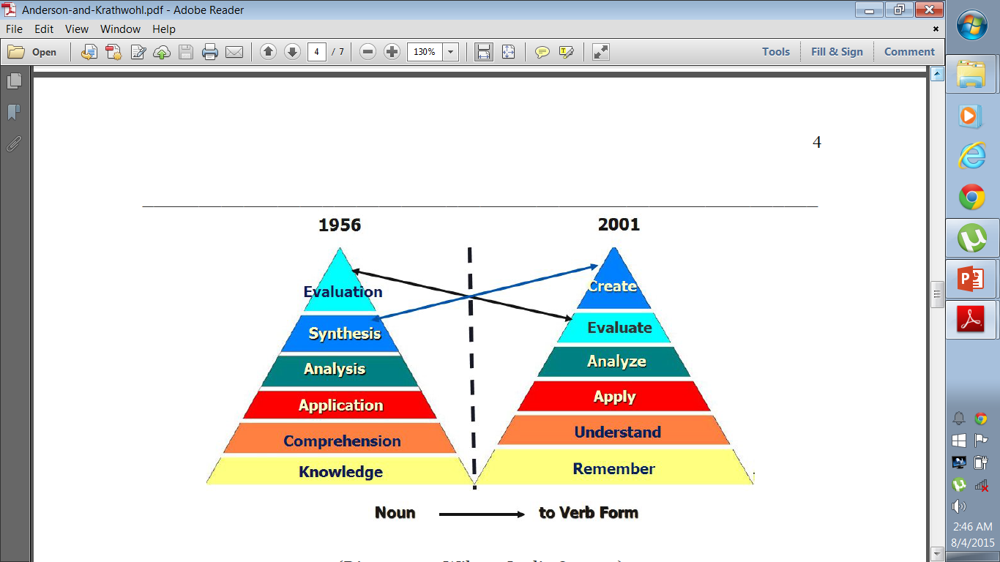 Anderson-and-Krathwohl.pdf - Adobe Reader
File Edit View Window Help
Open 4 / 7 130% Tools Fill & Sign Comment
4
1956 2001
Evaluation Create
Synthesis Evaluate
Analysis Analyze
Application Apply
Comprehension Understand
Knowledge Remember
Noun to Verb Form
2:46 AM
8/4/2015